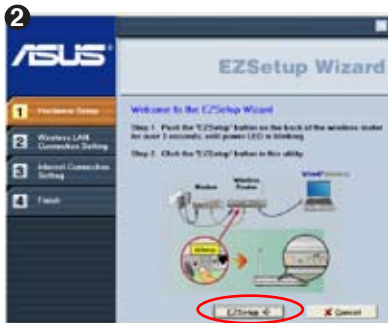 2
ASUS
EZSetup Wizard
1 Hardware Setup
Welcome to the EZSetup Wizard
Step 1. Push the "EZSetup" button on the back of the wireless router
for over 3 seconds, until power LED is blinking.
2 Wireless LAN
Connection Setting
Step 2. Click the "EZSetup" button in this utility.
3 Internet Connection
Setting
4 Finish
Modem
Wireless
Router
EZSetup
EZSetup
Cancel